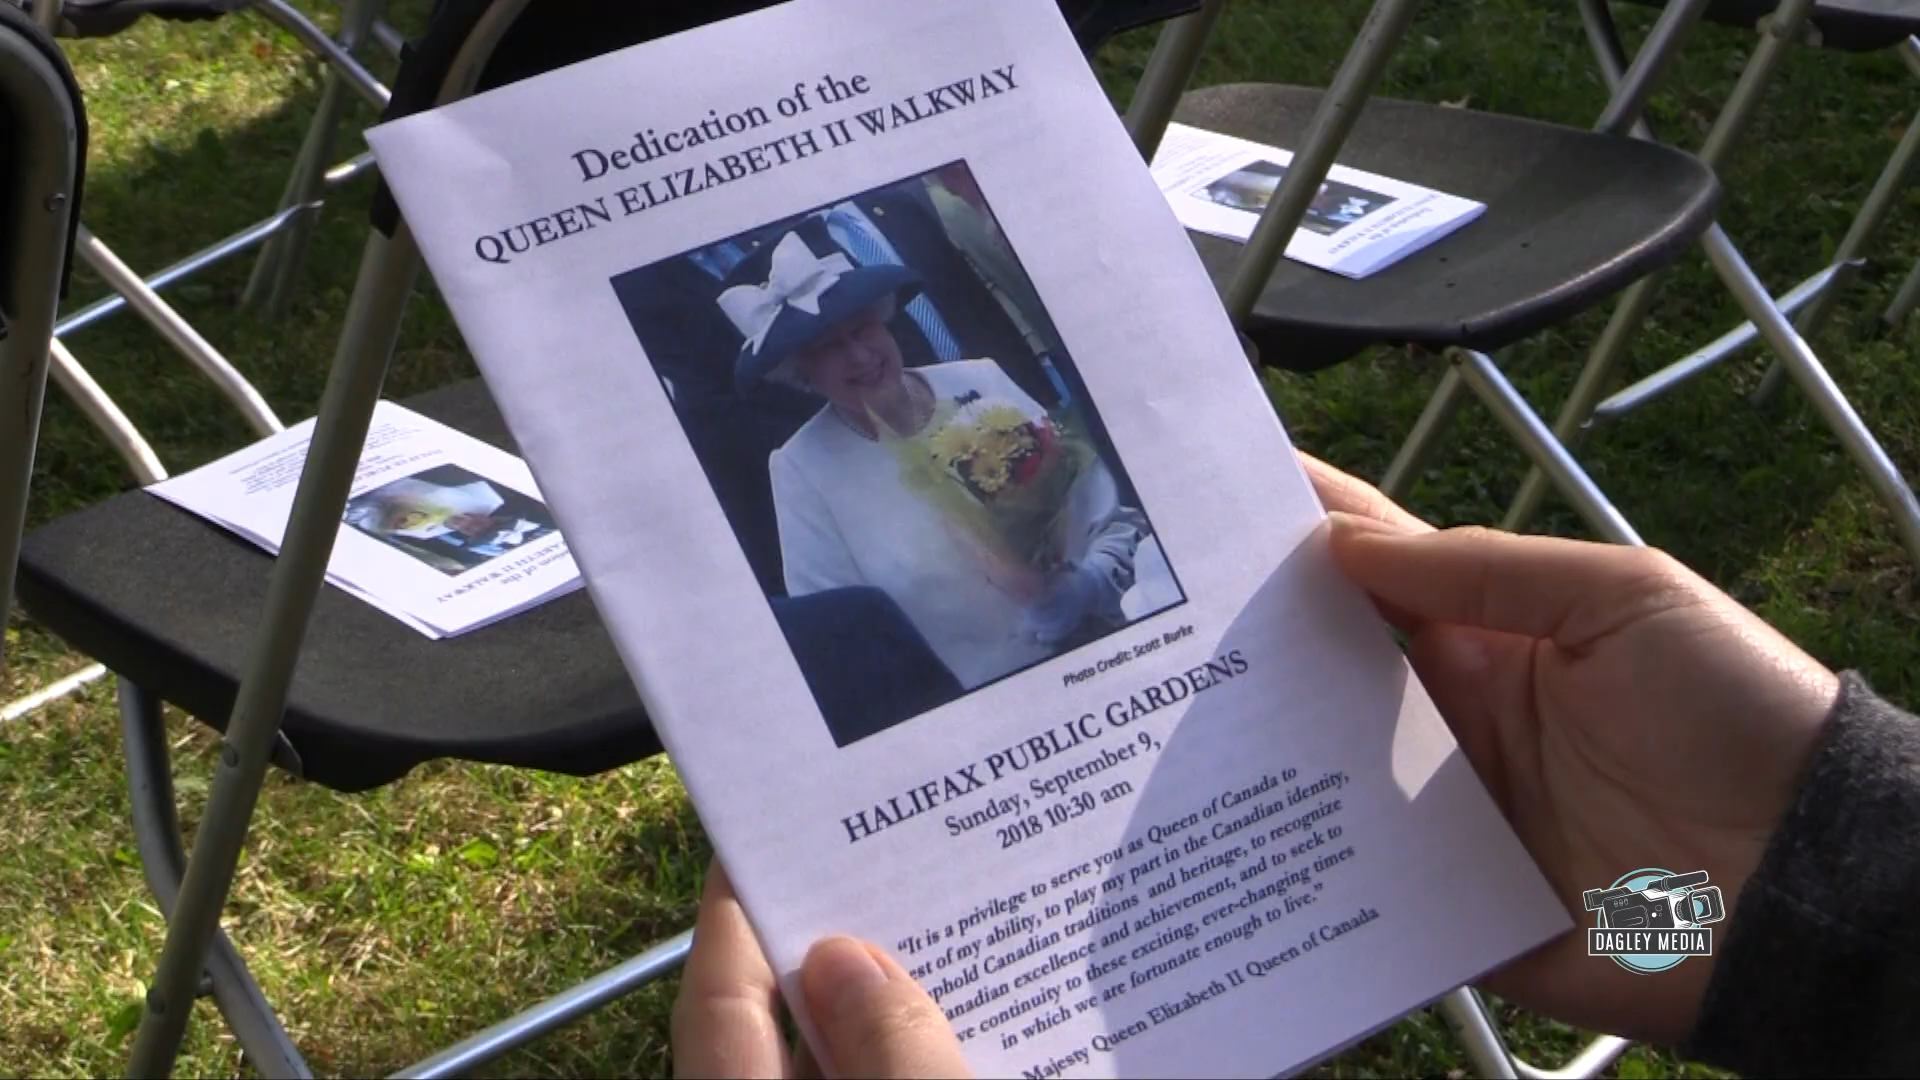 Dedication of the
QUEEN ELIZABETH II WALKWAY
Photo Credit: Scott Burke
HALIFAX PUBLIC GARDENS
Sunday, September 9,
2018 10:30 am
"It is a privilege to serve you as Queen of Canada to
est of my ability, to play my part in the Canadian identity,
phold Canadian traditions and heritage, to recognize
anadian excellence and achievement, and to seek to
ve continuity to these exciting, ever-changing times
in which we are fortunate enough to live."
Majesty Queen Elizabeth II Queen of Canada
DAGLEY MEDIA